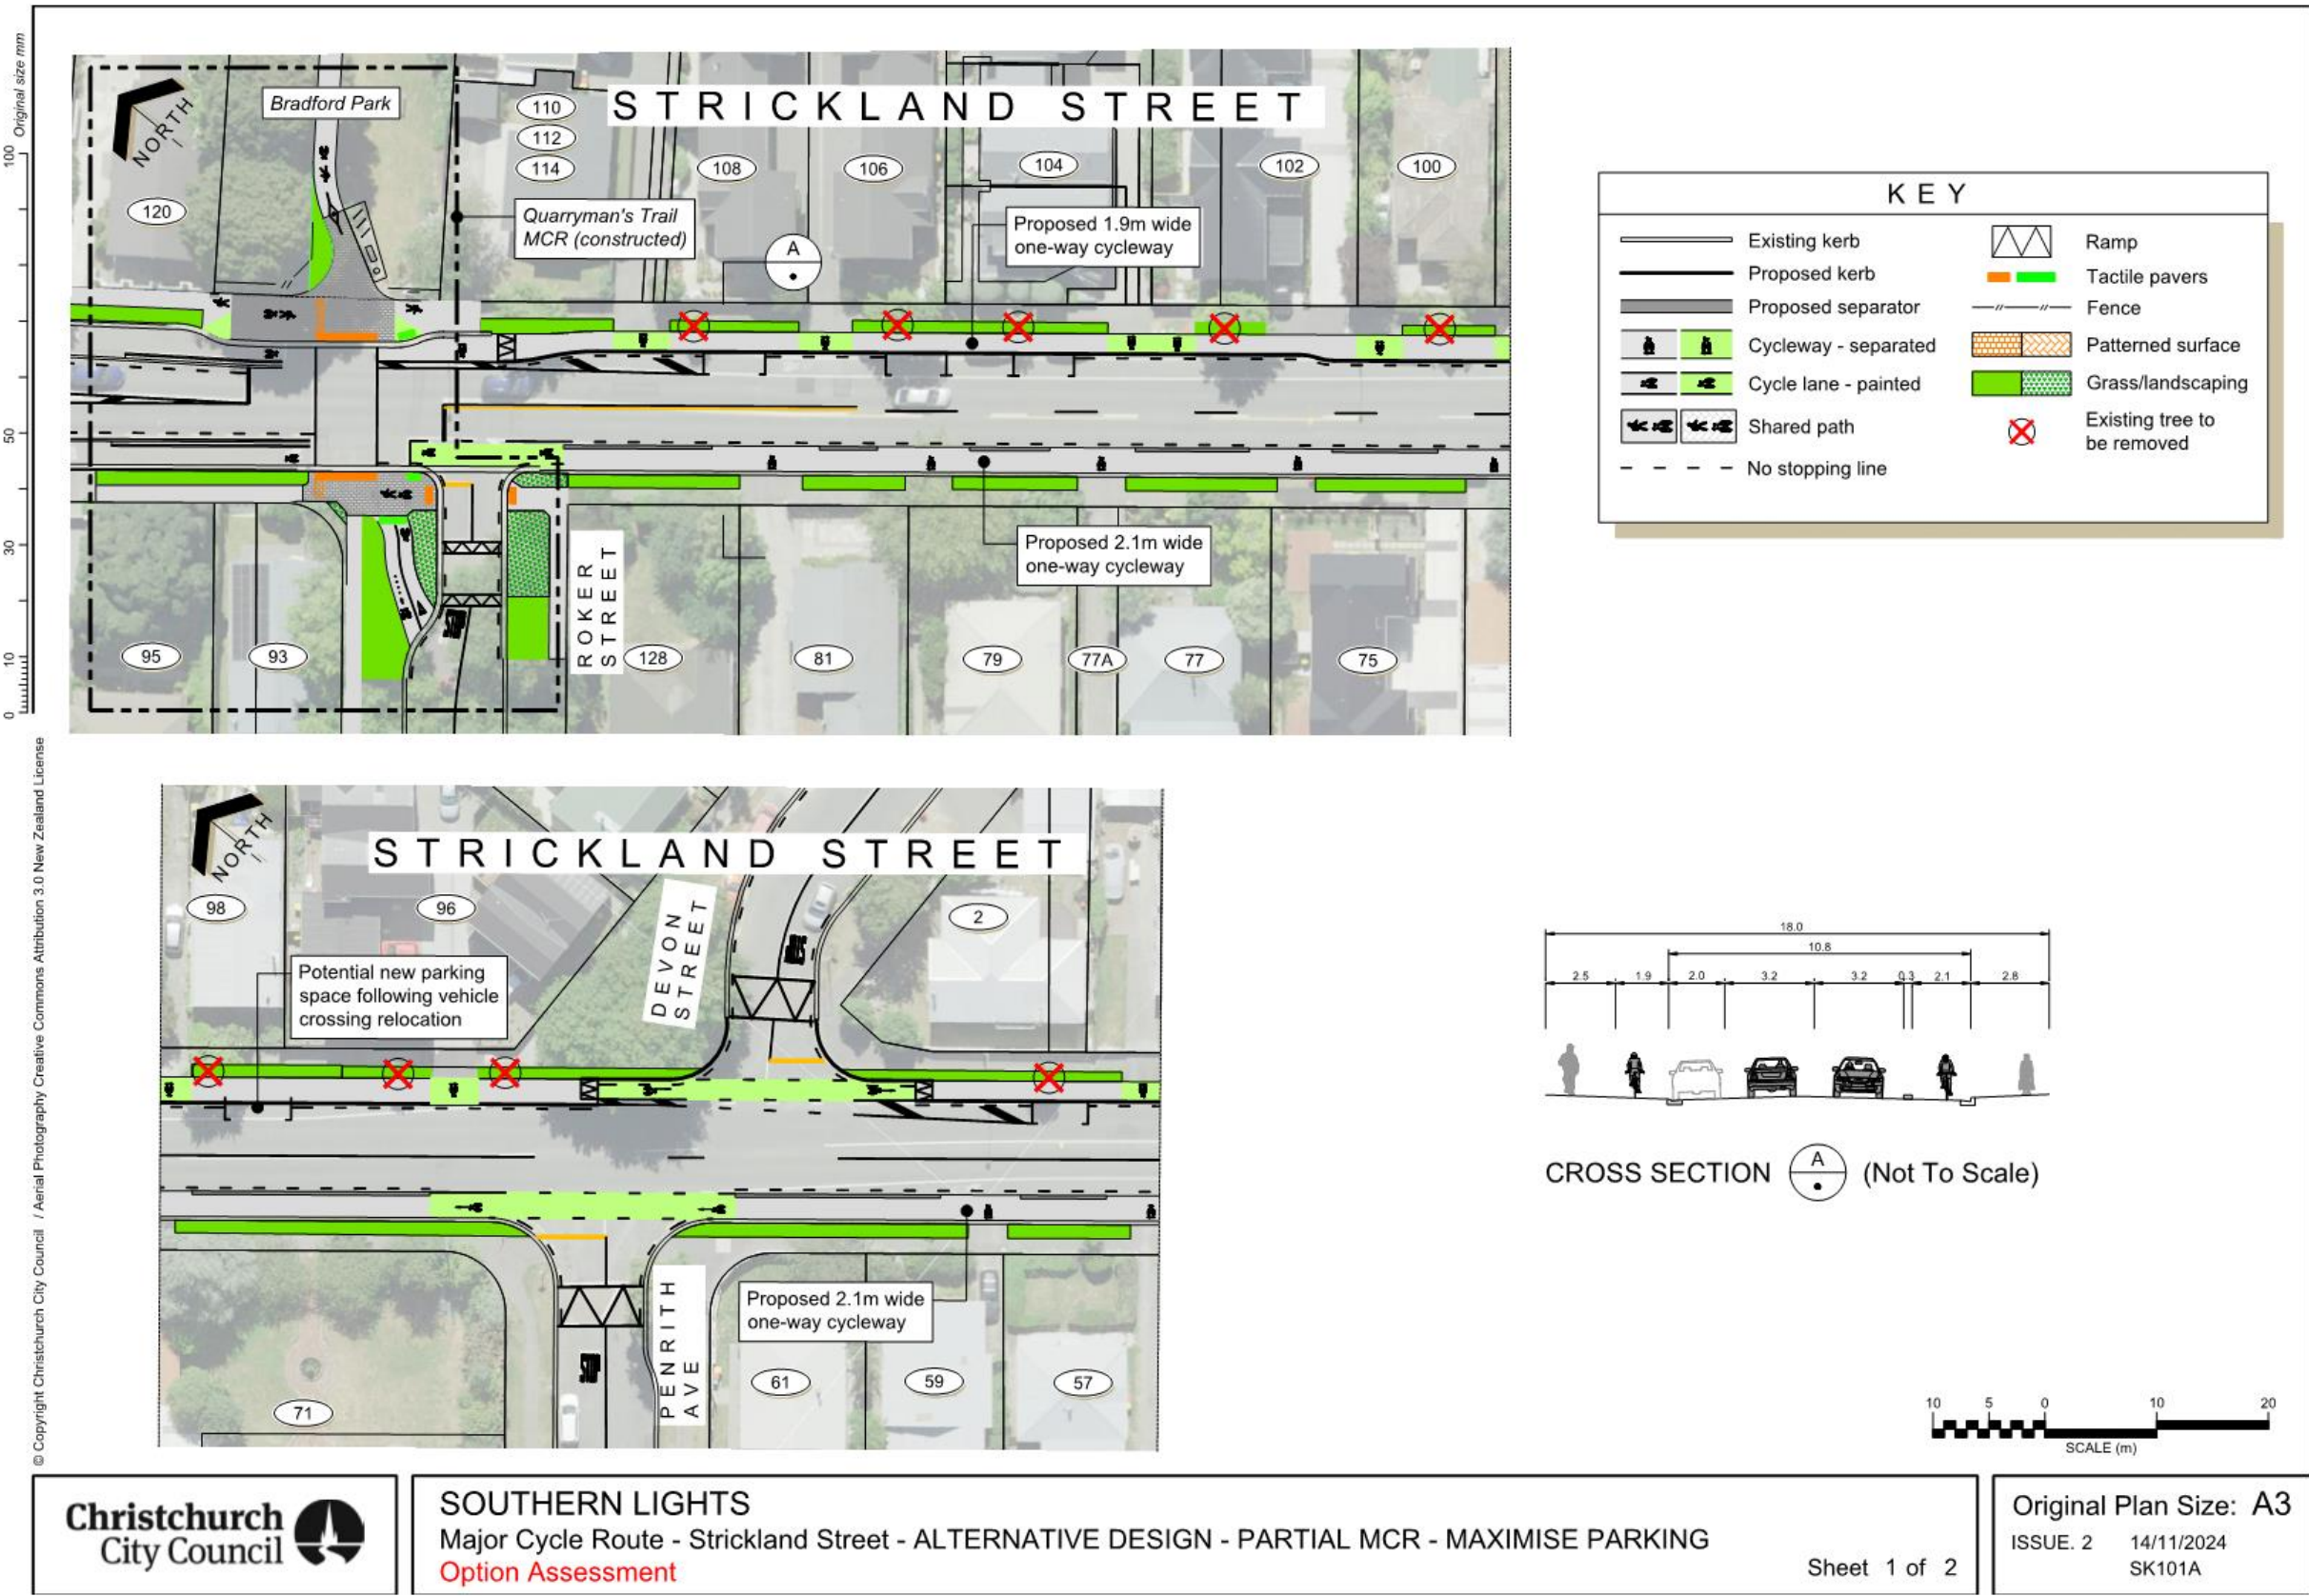 Original size mm
100
50
30
10
0
© Copyright Christchurch City Council / Aerial Photography Creative Commons Attribution 3.0 New Zealand License
STRICKLAND STREET
NORTH
Bradford Park
120
110
112
114
108
106
104
102
100
Quarryman's Trail
MCR (constructed)
A
Proposed 1.9m wide
one-way cycleway
Proposed 2.1m wide
one-way cycleway
ROKER
STREET
95
93
128
81
79
77A
77
75
KEY
Existing kerb
Proposed kerb
Proposed separator
Cycleway - separated
Cycle lane - painted
Shared path
No stopping line
Ramp
Tactile pavers
Fence
Patterned surface
Grass/landscaping
Existing tree to
be removed
NORTH
STRICKLAND STREET
98
96
2
DEVON
STREET
Potential new parking
space following vehicle
crossing relocation
Proposed 2.1m wide
one-way cycleway
PENRITH
AVE
71
61
59
57
18.0
10.8
2.5 1.9 2.0 3.2 3.2 0.3 2.1 2.8
CROSS SECTION A (Not To Scale)
10 5 0 10 20
SCALE (m)
Christchurch
City Council
SOUTHERN LIGHTS
Major Cycle Route - Strickland Street - ALTERNATIVE DESIGN - PARTIAL MCR - MAXIMISE PARKING
Option Assessment
Sheet 1 of 2
Original Plan Size: A3
ISSUE. 2 14/11/2024
SK101A